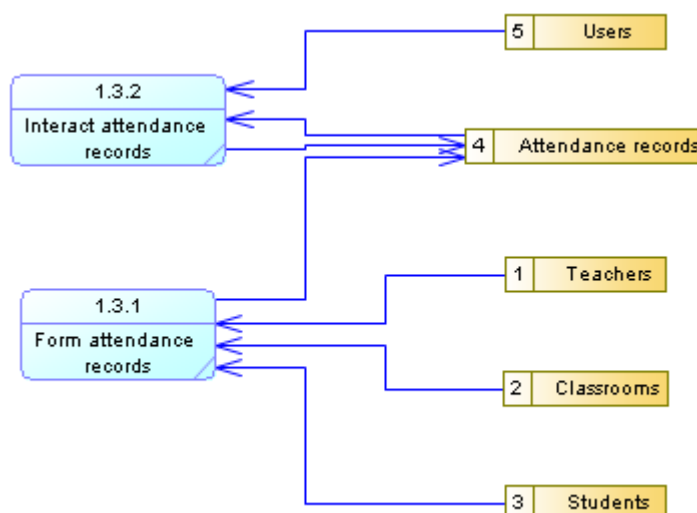 5 Users
1.3.2
Interact attendance
records
4 Attendance records
1 Teachers
1.3.1
Form attendance
records
2 Classrooms
3 Students